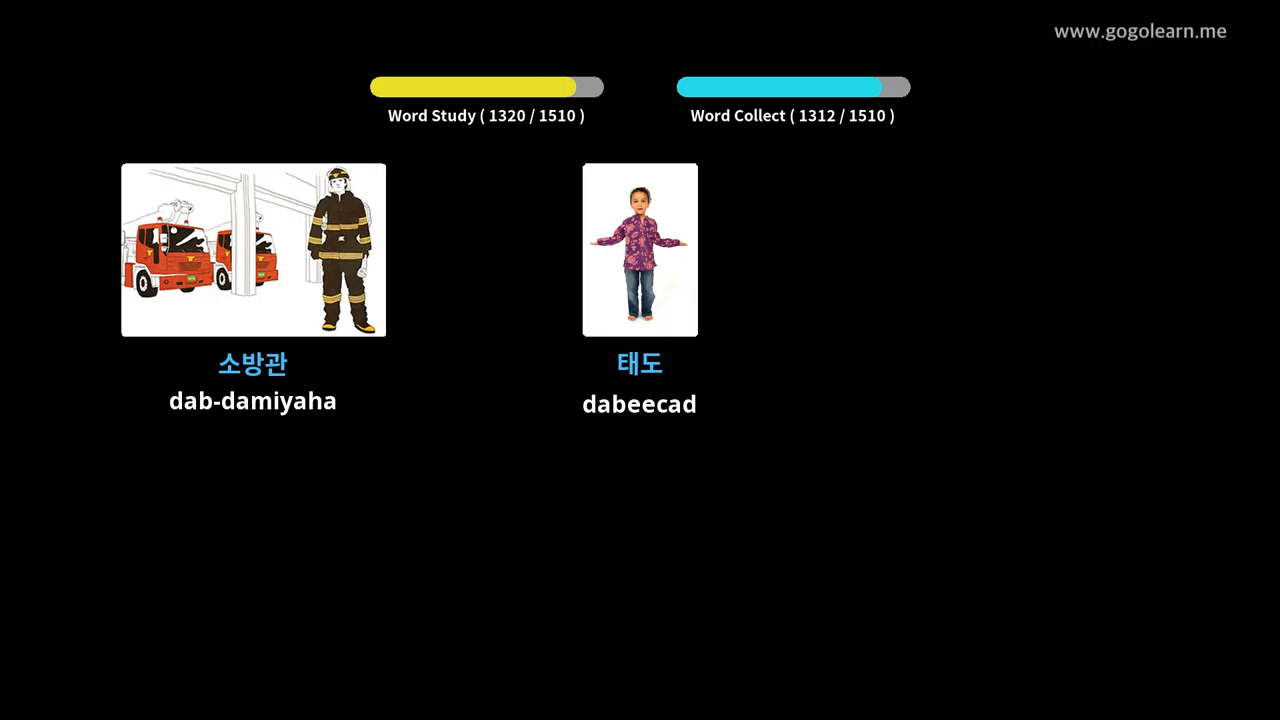 www.gogolearn.me
Word Study ( 1320 / 1510 )
Word Collect ( 1312 / 1510 )
소방관
dab-damiyaha
태도
dabeecad